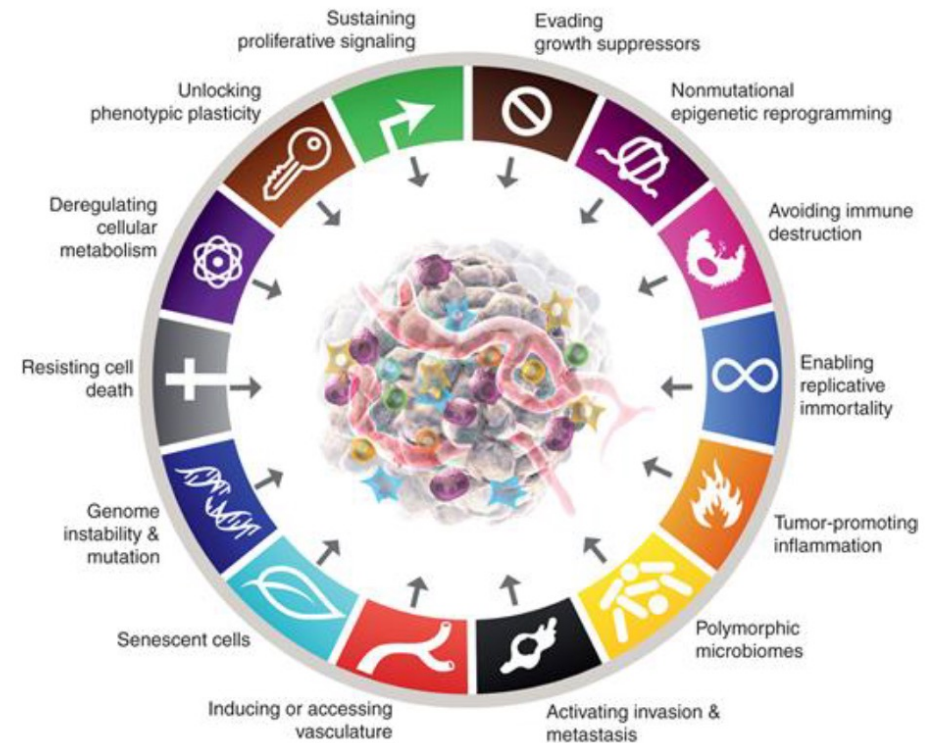 Sustaining
proliferative signaling
Evading
growth suppressors
Nonmutational
epigenetic reprogramming
Avoiding immune
destruction
Enabling
replicative
immortality
Tumor-promoting
inflammation
Polymorphic
microbiomes
Activating invasion &
metastasis
Inducing or accessing
vasculature
Senescent cells
Genome
instability &
mutation
Resisting cell
death
Deregulating
cellular
metabolism
Unlocking
phenotypic plasticity